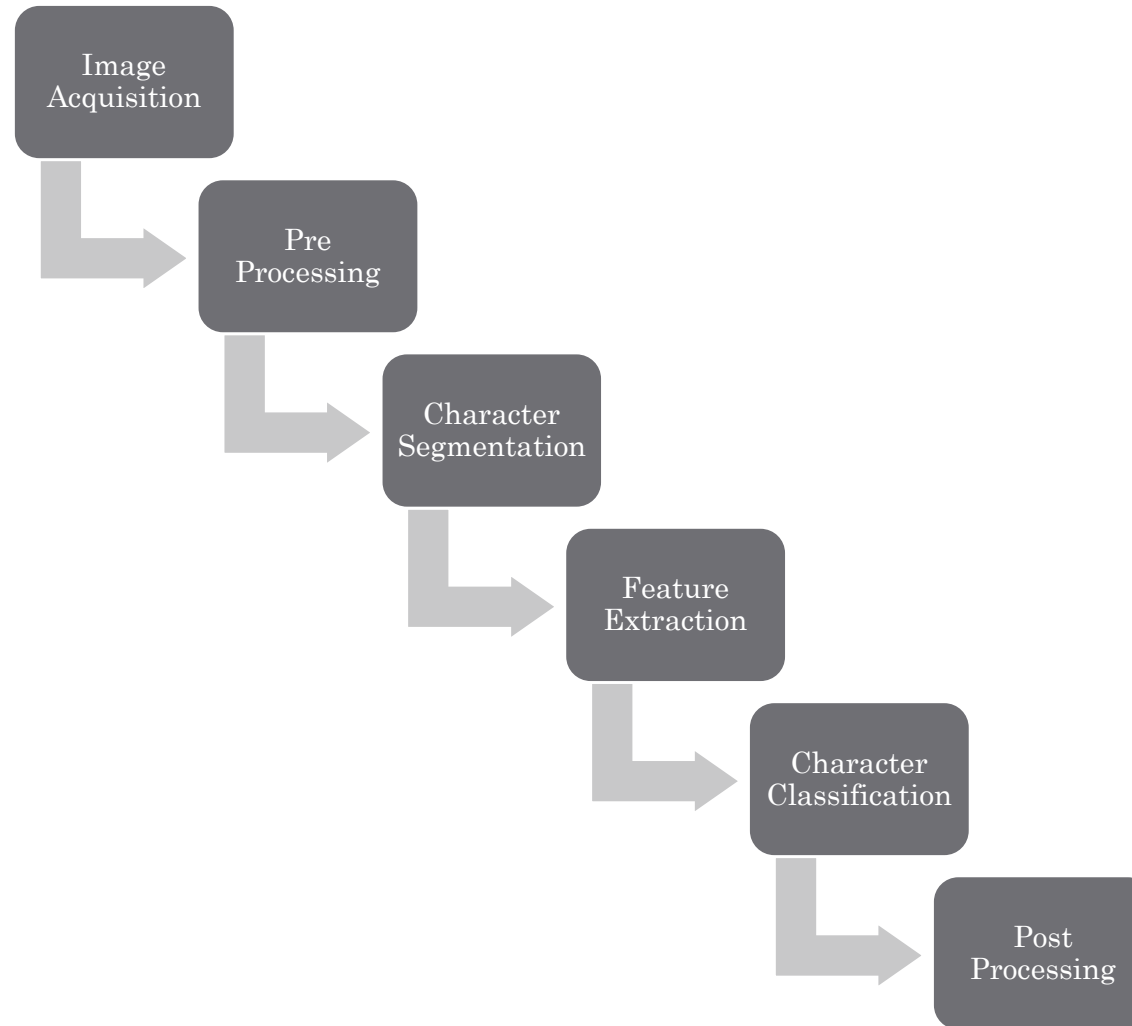 Image
Acquisition
Pre
Processing
Character
Segmentation
Feature
Extraction
Character
Classification
Post
Processing